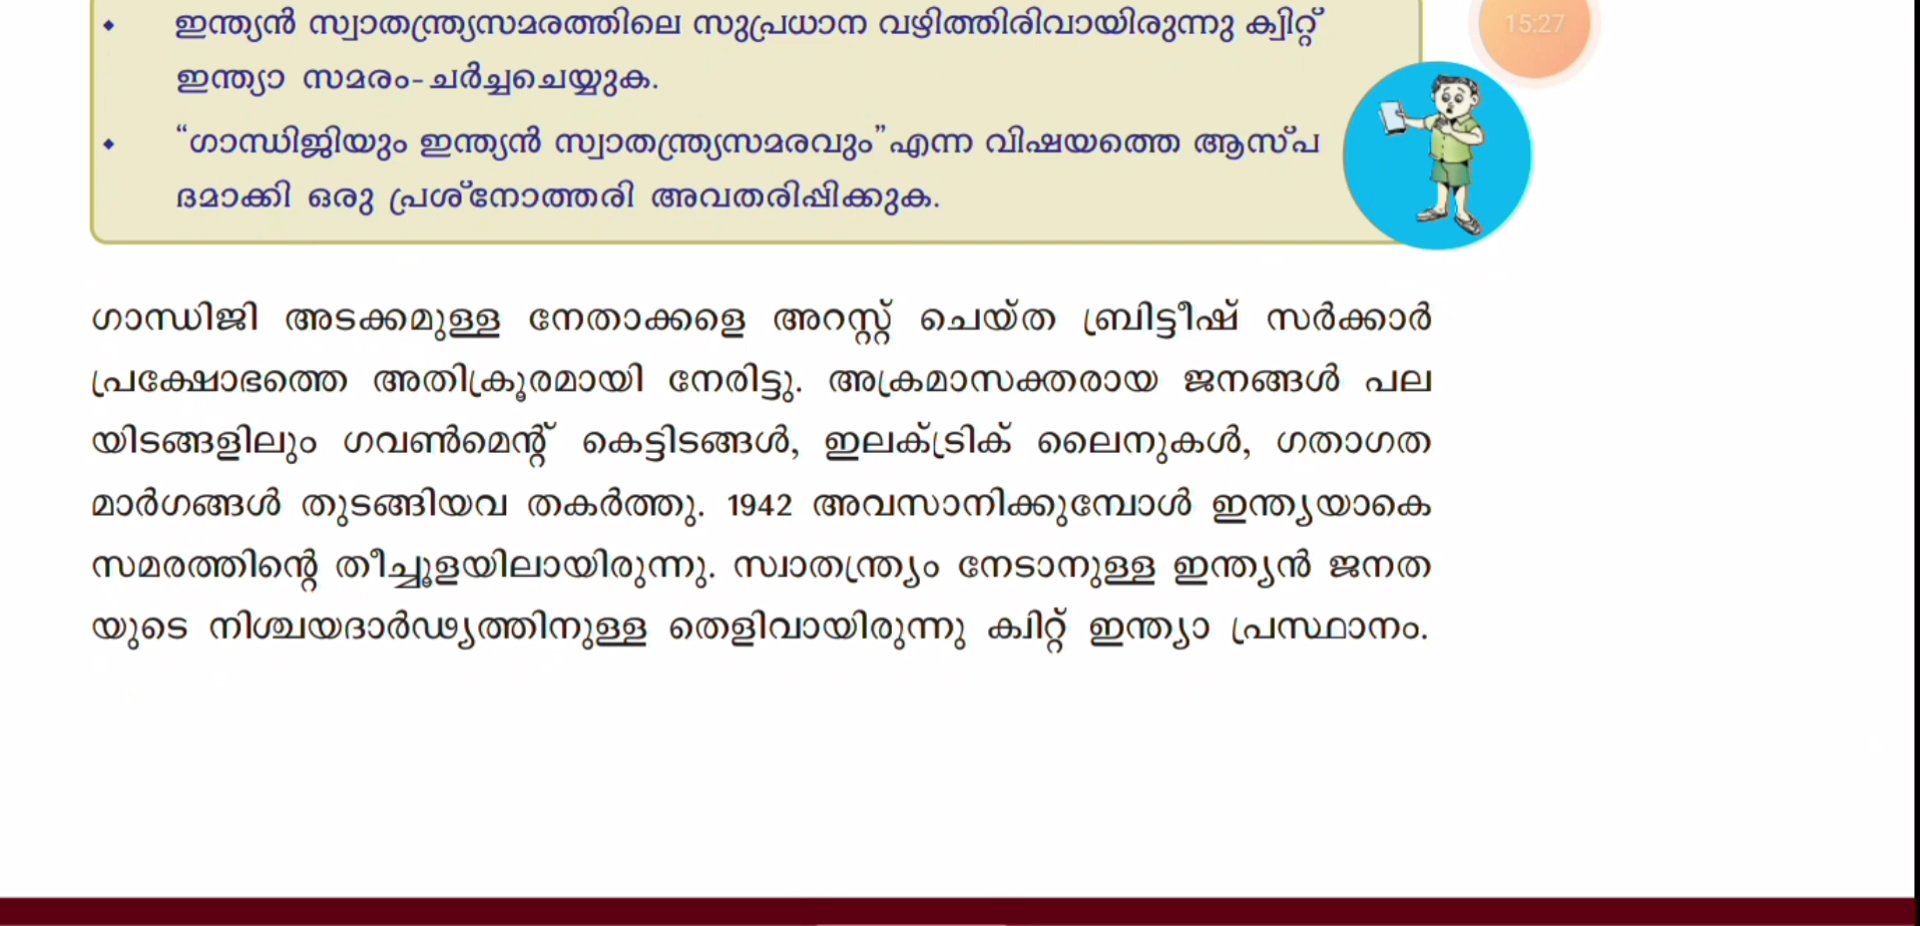 • ഇന്ത്യൻ സ്വാതന്ത്ര്യസമരത്തിലെ സുപ്രധാന വഴിത്തിരിവായിരുന്നു ക്വിറ്റ്
ഇന്ത്യാ സമരം-ചർച്ചചെയ്യുക.
• “ഗാന്ധിജിയും ഇന്ത്യൻ സ്വാതന്ത്ര്യസമരവും”എന്ന വിഷയത്തെ ആസ്പ
ദമാക്കി ഒരു പ്രശ്നോത്തരി അവതരിപ്പിക്കുക.
15:27
ഗാന്ധിജി അടക്കമുള്ള നേതാക്കളെ അറസ്റ്റ് ചെയ്ത ബ്രിട്ടീഷ് സർക്കാർ
പ്രക്ഷോഭത്തെ അതിക്രൂരമായി നേരിട്ടു. അക്രമാസക്തരായ ജനങ്ങൾ പല
യിടങ്ങളിലും ഗവൺമെന്റ് കെട്ടിടങ്ങൾ, ഇലക്ട്രിക് ലൈനുകൾ, ഗതാഗത
മാർഗങ്ങൾ തുടങ്ങിയവ തകർത്തു. 1942 അവസാനിക്കുമ്പോൾ ഇന്ത്യയാകെ
സമരത്തിന്റെ തീച്ചൂളയിലായിരുന്നു. സ്വാതന്ത്ര്യം നേടാനുള്ള ഇന്ത്യൻ ജനത
യുടെ നിശ്ചയദാർഢ്യത്തിനുള്ള തെളിവായിരുന്നു ക്വിറ്റ് ഇന്ത്യാ പ്രസ്ഥാനം.